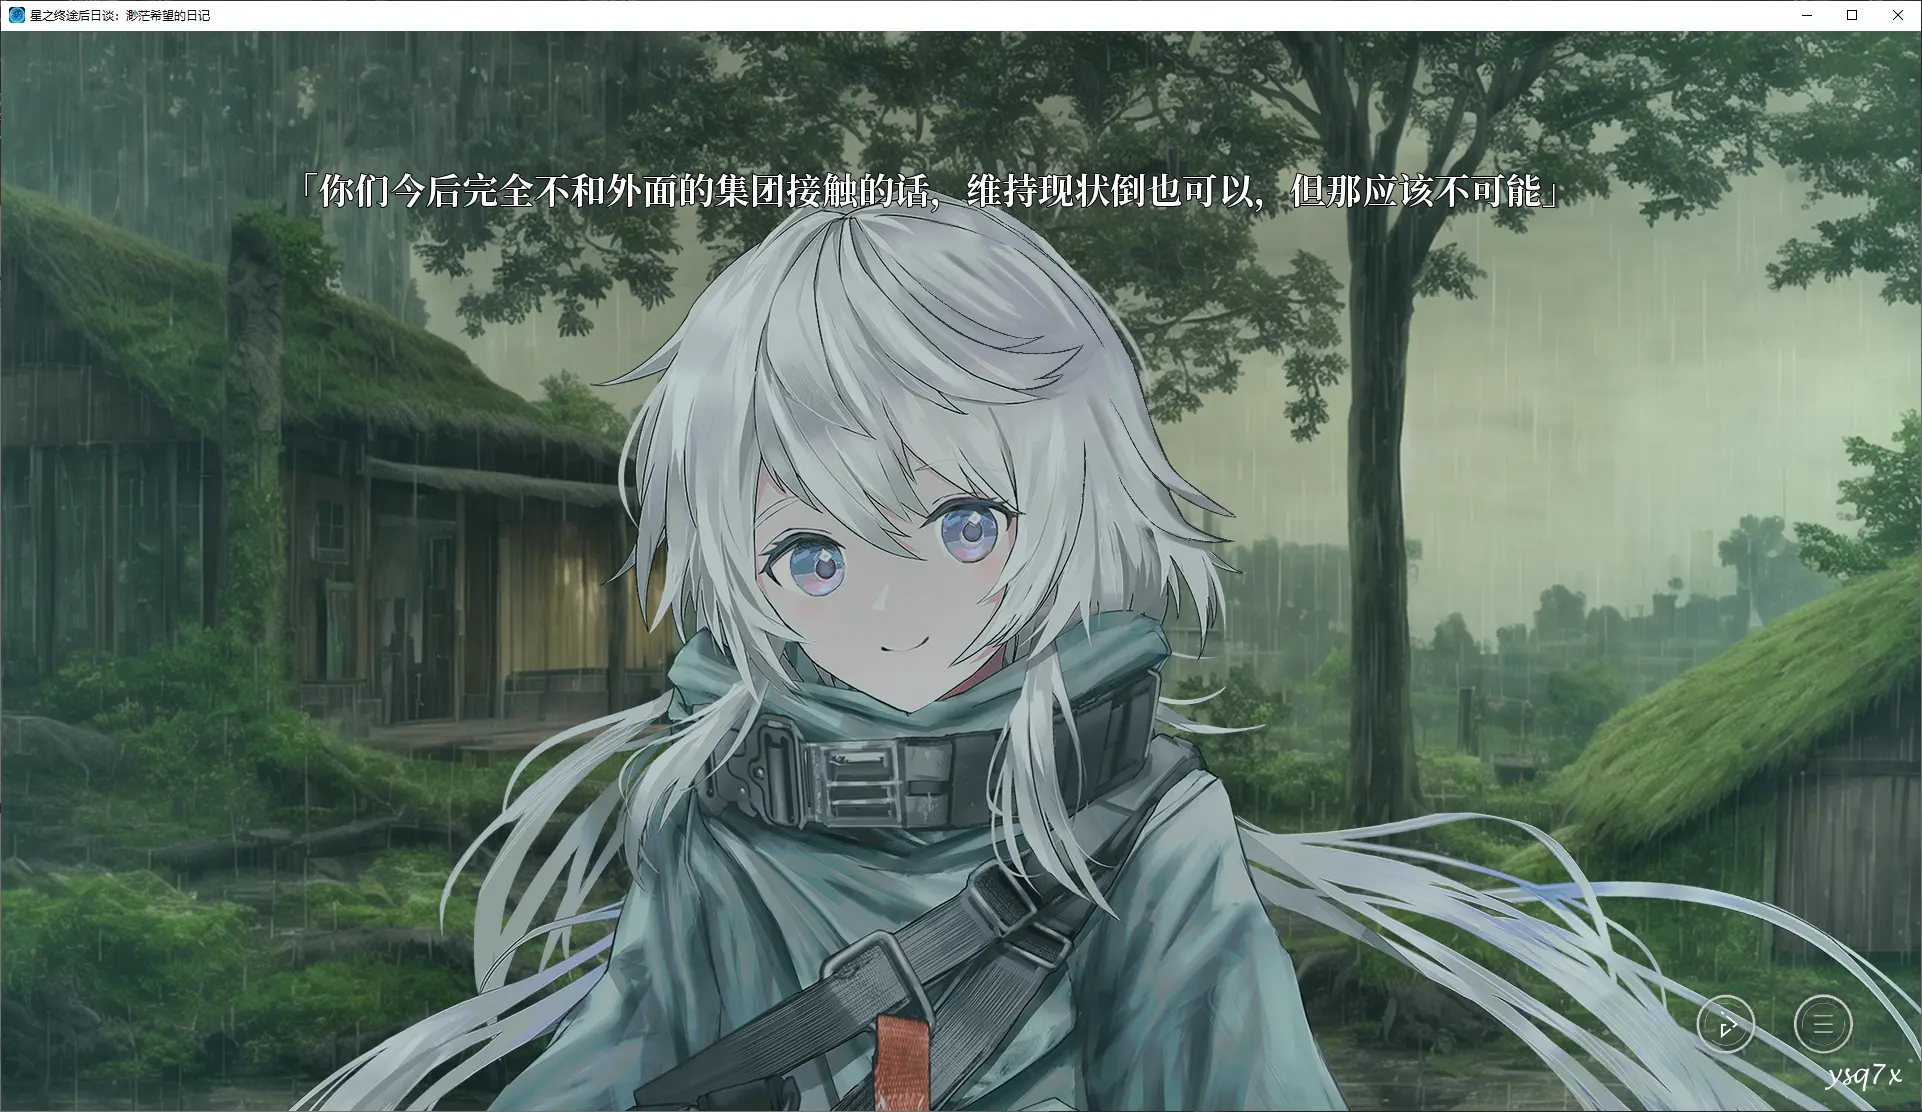 星之终途后日谈：渺茫希望的日记
「你们今后完全不和外面的集团接触的话，维持现状倒也可以，但那应该不可能」
ysq7x